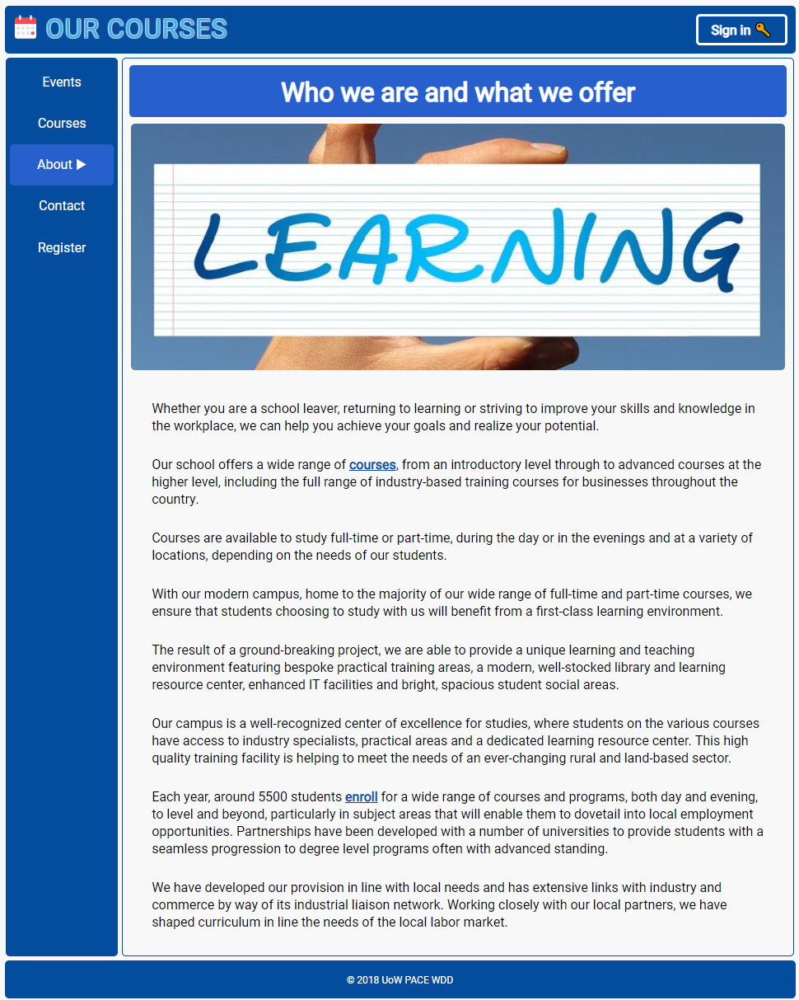 OUR COURSES
Sign in
Events
Courses
About
Contact
Register
Who we are and what we offer
LEARNING
Whether you are a school leaver, returning to learning or striving to improve your skills and knowledge in
the workplace, we can help you achieve your goals and realize your potential.
Our school offers a wide range of courses, from an introductory level through to advanced courses at the
higher level, including the full range of industry-based training courses for businesses throughout the
country.
Courses are available to study full-time or part-time, during the day or in the evenings and at a variety of
locations, depending on the needs of our students.
With our modern campus, home to the majority of our wide range of full-time and part-time courses, we
ensure that students choosing to study with us will benefit from a first-class learning environment.
The result of a ground-breaking project, we are able to provide a unique learning and teaching
environment featuring bespoke practical training areas, a modern, well-stocked library and learning
resource center, enhanced IT facilities and bright, spacious student social areas.
Our campus is a well-recognized center of excellence for studies, where students on the various courses
have access to industry specialists, practical areas and a dedicated learning resource center. This high
quality training facility is helping to meet the needs of an ever-changing rural and land-based sector.
Each year, around 5500 students enroll for a wide range of courses and programs, both day and evening,
to level and beyond, particularly in subject areas that will enable them to dovetail into local employment
opportunities. Partnerships have been developed with a number of universities to provide students with a
seamless progression to degree level programs often with advanced standing.
We have developed our provision in line with local needs and has extensive links with industry and
commerce by way of its industrial liaison network. Working closely with our local partners, we have
shaped curriculum in line the needs of the local labor market.
© 2018 UoW PACE WDD